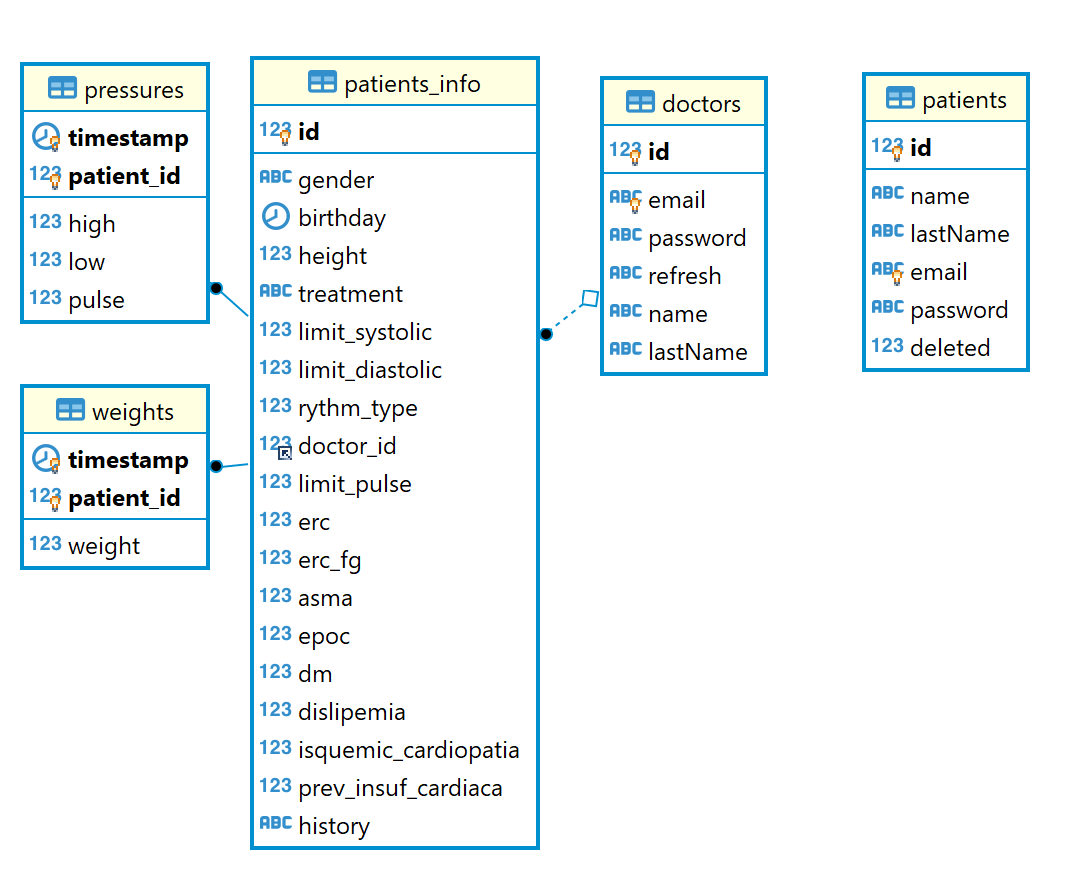 pressures
123 timestamp
123 patient_id
123 high
123 low
123 pulse
weights
timestamp
123 patient_id
123 weight
patients_info
123 id
ABC gender
birthday
123 height
ABC treatment
123 limit_systolic
123 limit_diastolic
123 rythm_type
123 doctor_id
123 limit_pulse
123 erc
123 erc_fg
123 asma
123 epoc
123 dm
123 dislipemia
123 isquemic_cardiopatia
123 prev_insuf_cardiaca
ABC history
doctors
123 id
ABC email
ABC password
ABC refresh
ABC name
ABC lastName
patients
123 id
ABC name
ABC lastName
ABC email
ABC password
123 deleted